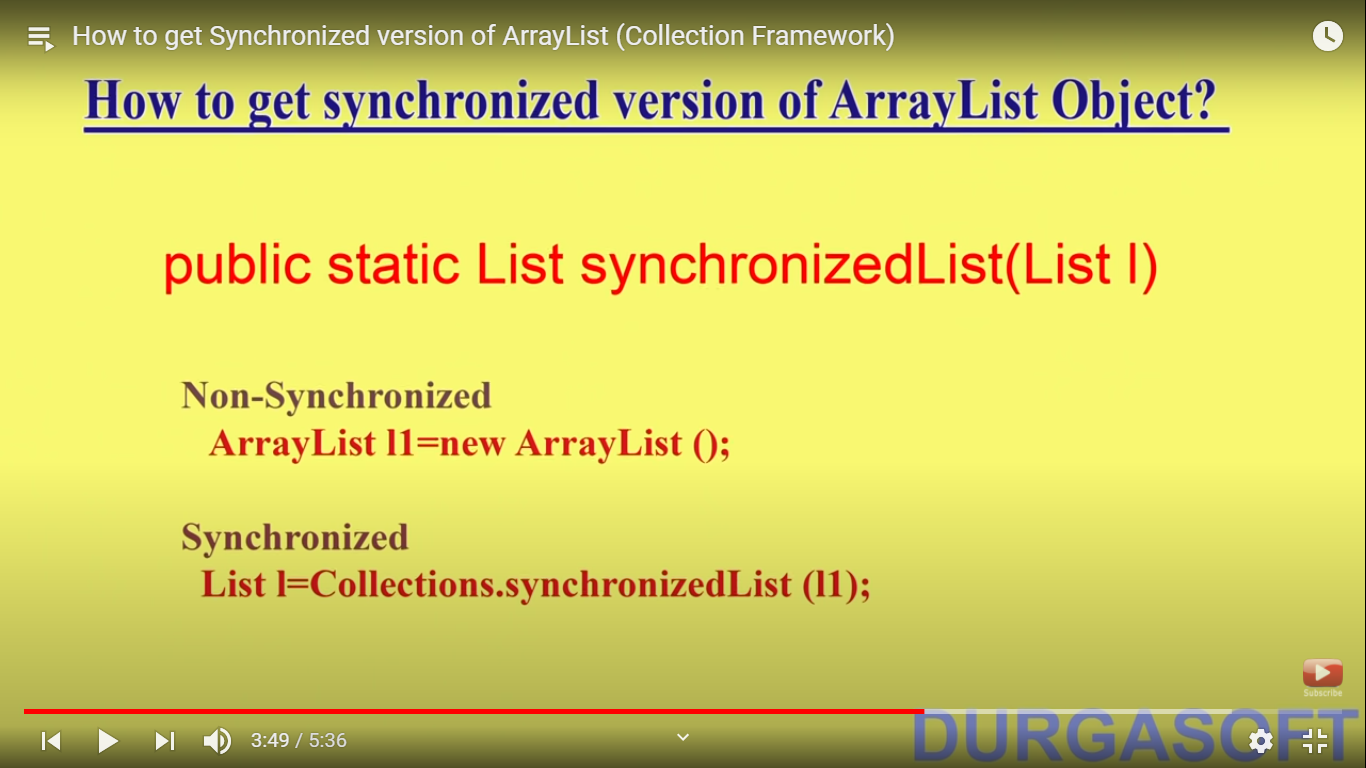 How to get Synchronized version of ArrayList (Collection Framework)
How to get synchronized version of ArrayList Object?
public static List synchronizedList(List l)
Non-Synchronized
ArrayList l1=new ArrayList ();
Synchronized
List l=Collections.synchronizedList (l1);
Subscribe
3:49 / 5:36
DURGASOFT